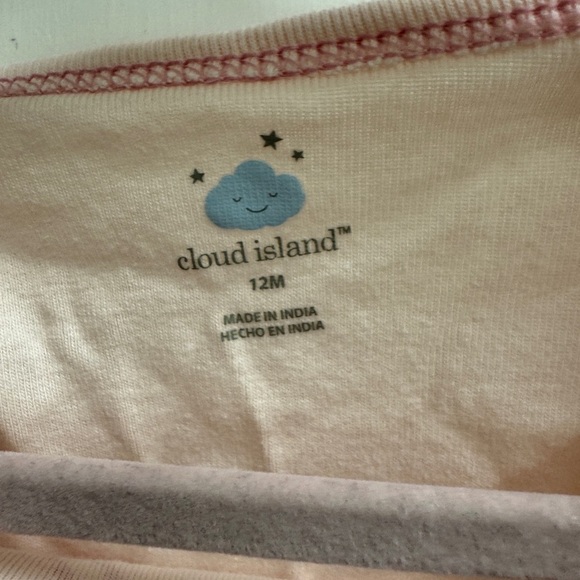 cloud island™
12M
MADE IN INDIA
HECHO EN INDIA